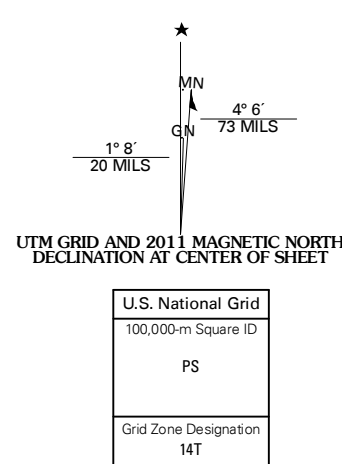 ★
MN
GN
4° 6´
73 MILS
1° 8´
20 MILS
UTM GRID AND 2011 MAGNETIC NORTH
DECLINATION AT CENTER OF SHEET
U.S. National Grid
100,000-m Square ID
PS
Grid Zone Designation
14T